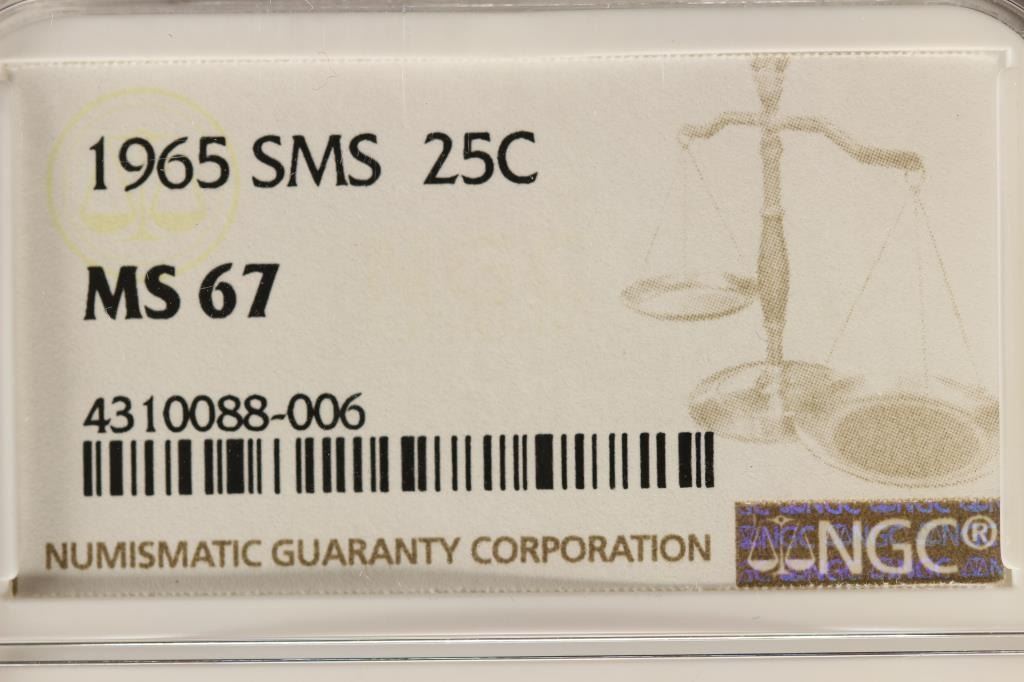 1965 SMS 25C
MS 67
4310088-006
NUMISMATIC GUARANTY CORPORATION
NGC®